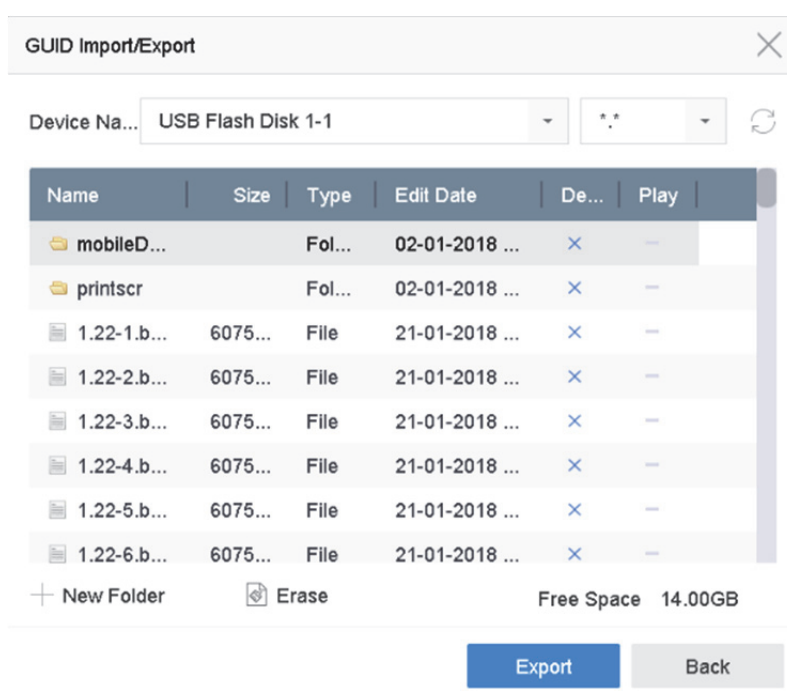 GUID Import/Export
Device Na... USB Flash Disk 1-1 *.*
Name Size Type Edit Date De... Play
mobileD... Fol... 02-01-2018 ...
printscr Fol... 02-01-2018 ...
1.22-1.b... 6075... File 21-01-2018 ...
1.22-2.b... 6075... File 21-01-2018 ...
1.22-3.b... 6075... File 21-01-2018 ...
1.22-4.b... 6075... File 21-01-2018 ...
1.22-5.b... 6075... File 21-01-2018 ...
1.22-6.b... 6075... File 21-01-2018 ...
New Folder Erase Free Space 14.00GB
Export Back